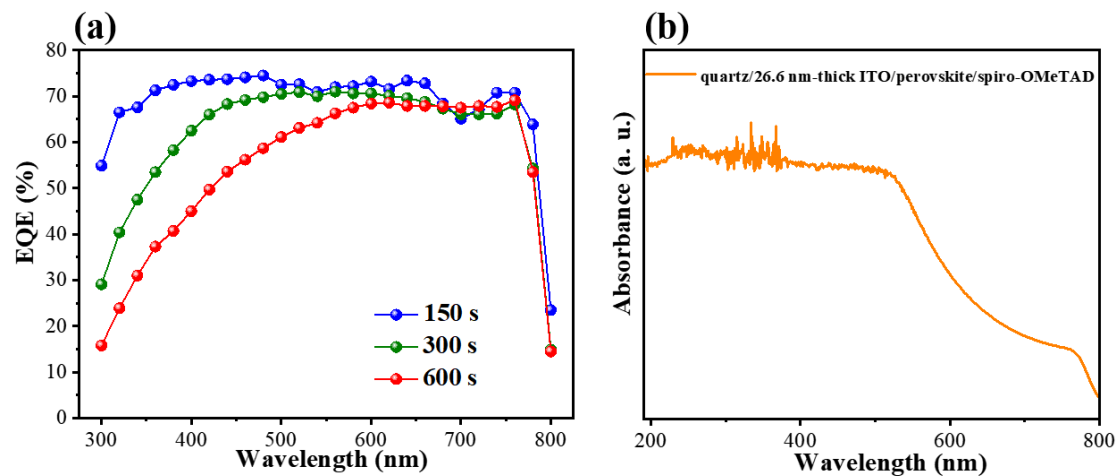 (a)
80
70
60
50
40
30
20
10
0
EQE (%)
150 s
300 s
600 s
300
400
500
600
700
800
Wavelength (nm)
(b)
quartz/26.6 nm-thick ITO/perovskite/spiro-OMeTAD
Absorbance (a. u.)
200
400
600
800
Wavelength (nm)